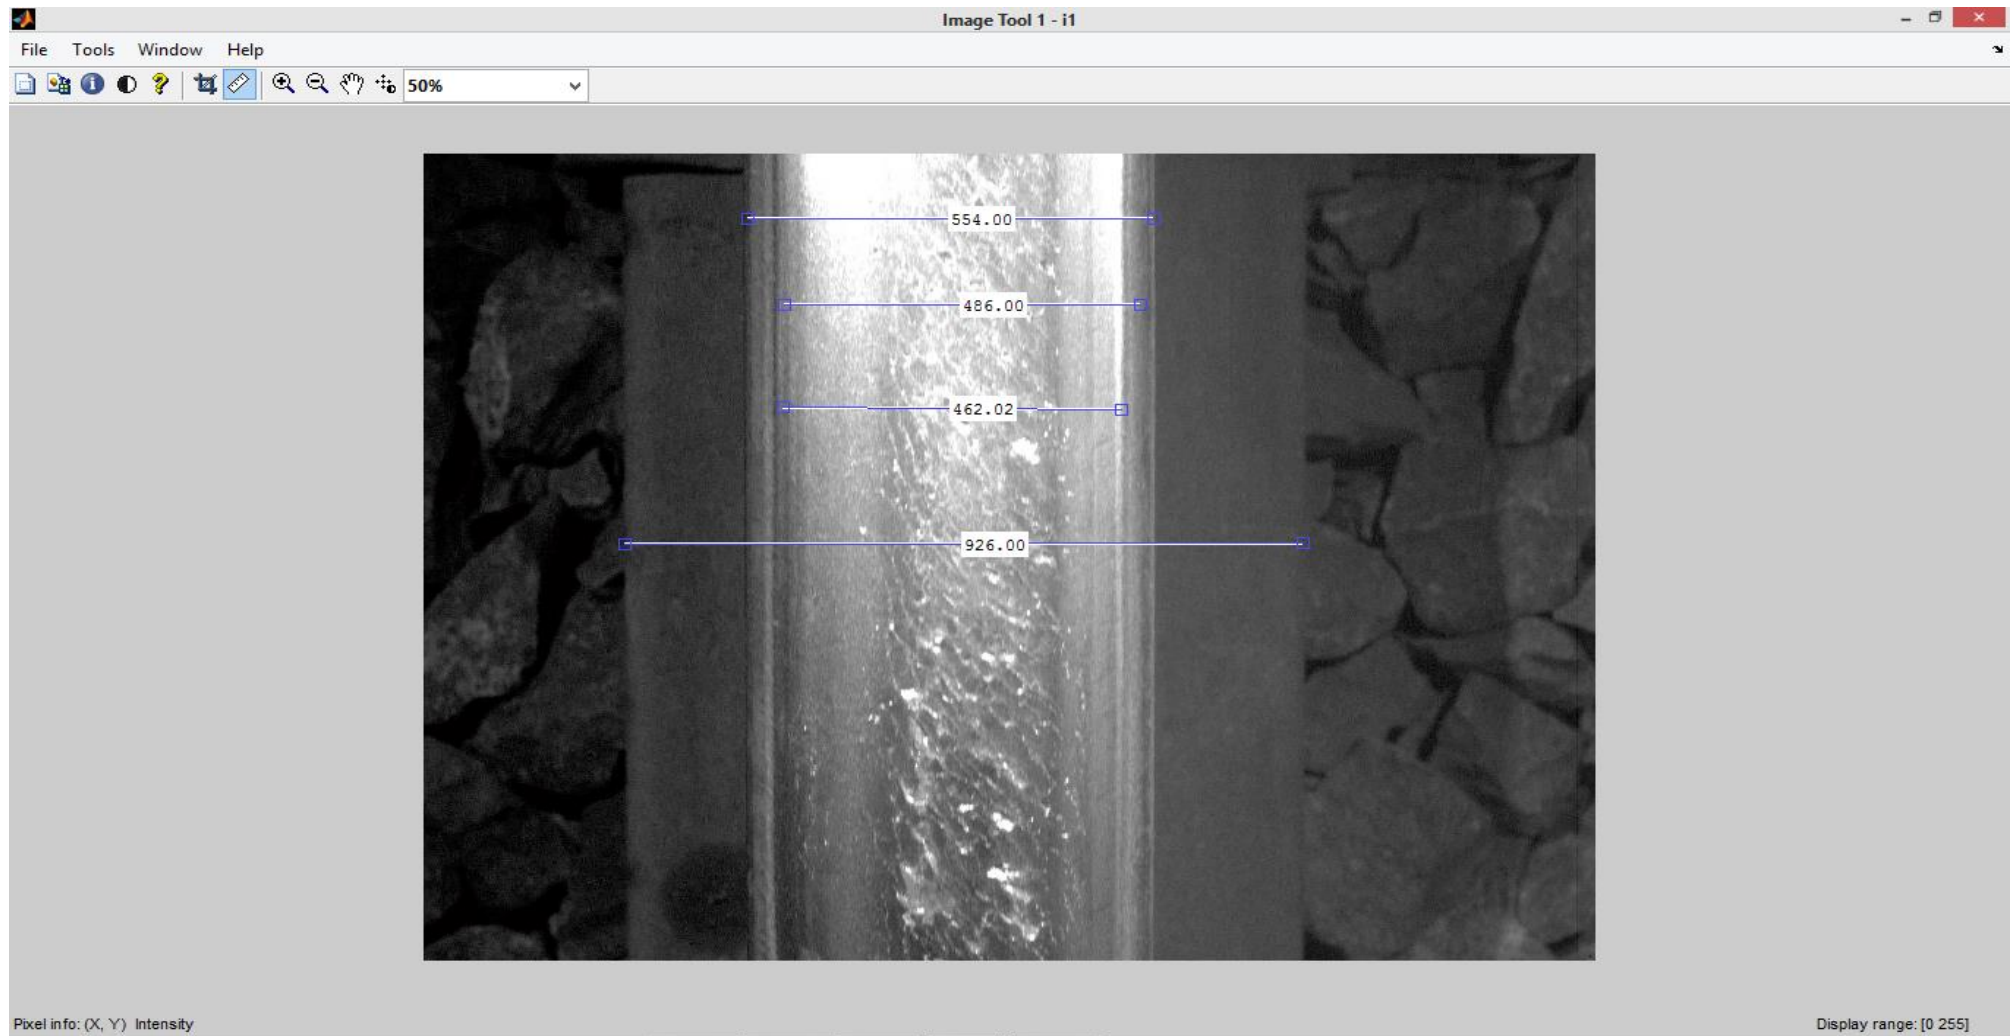 Image Tool 1 - i1
File Tools Window Help
50%
554.00
486.00
462.02
926.00
Pixel info: (X, Y) Intensity
Display range: [0 255]